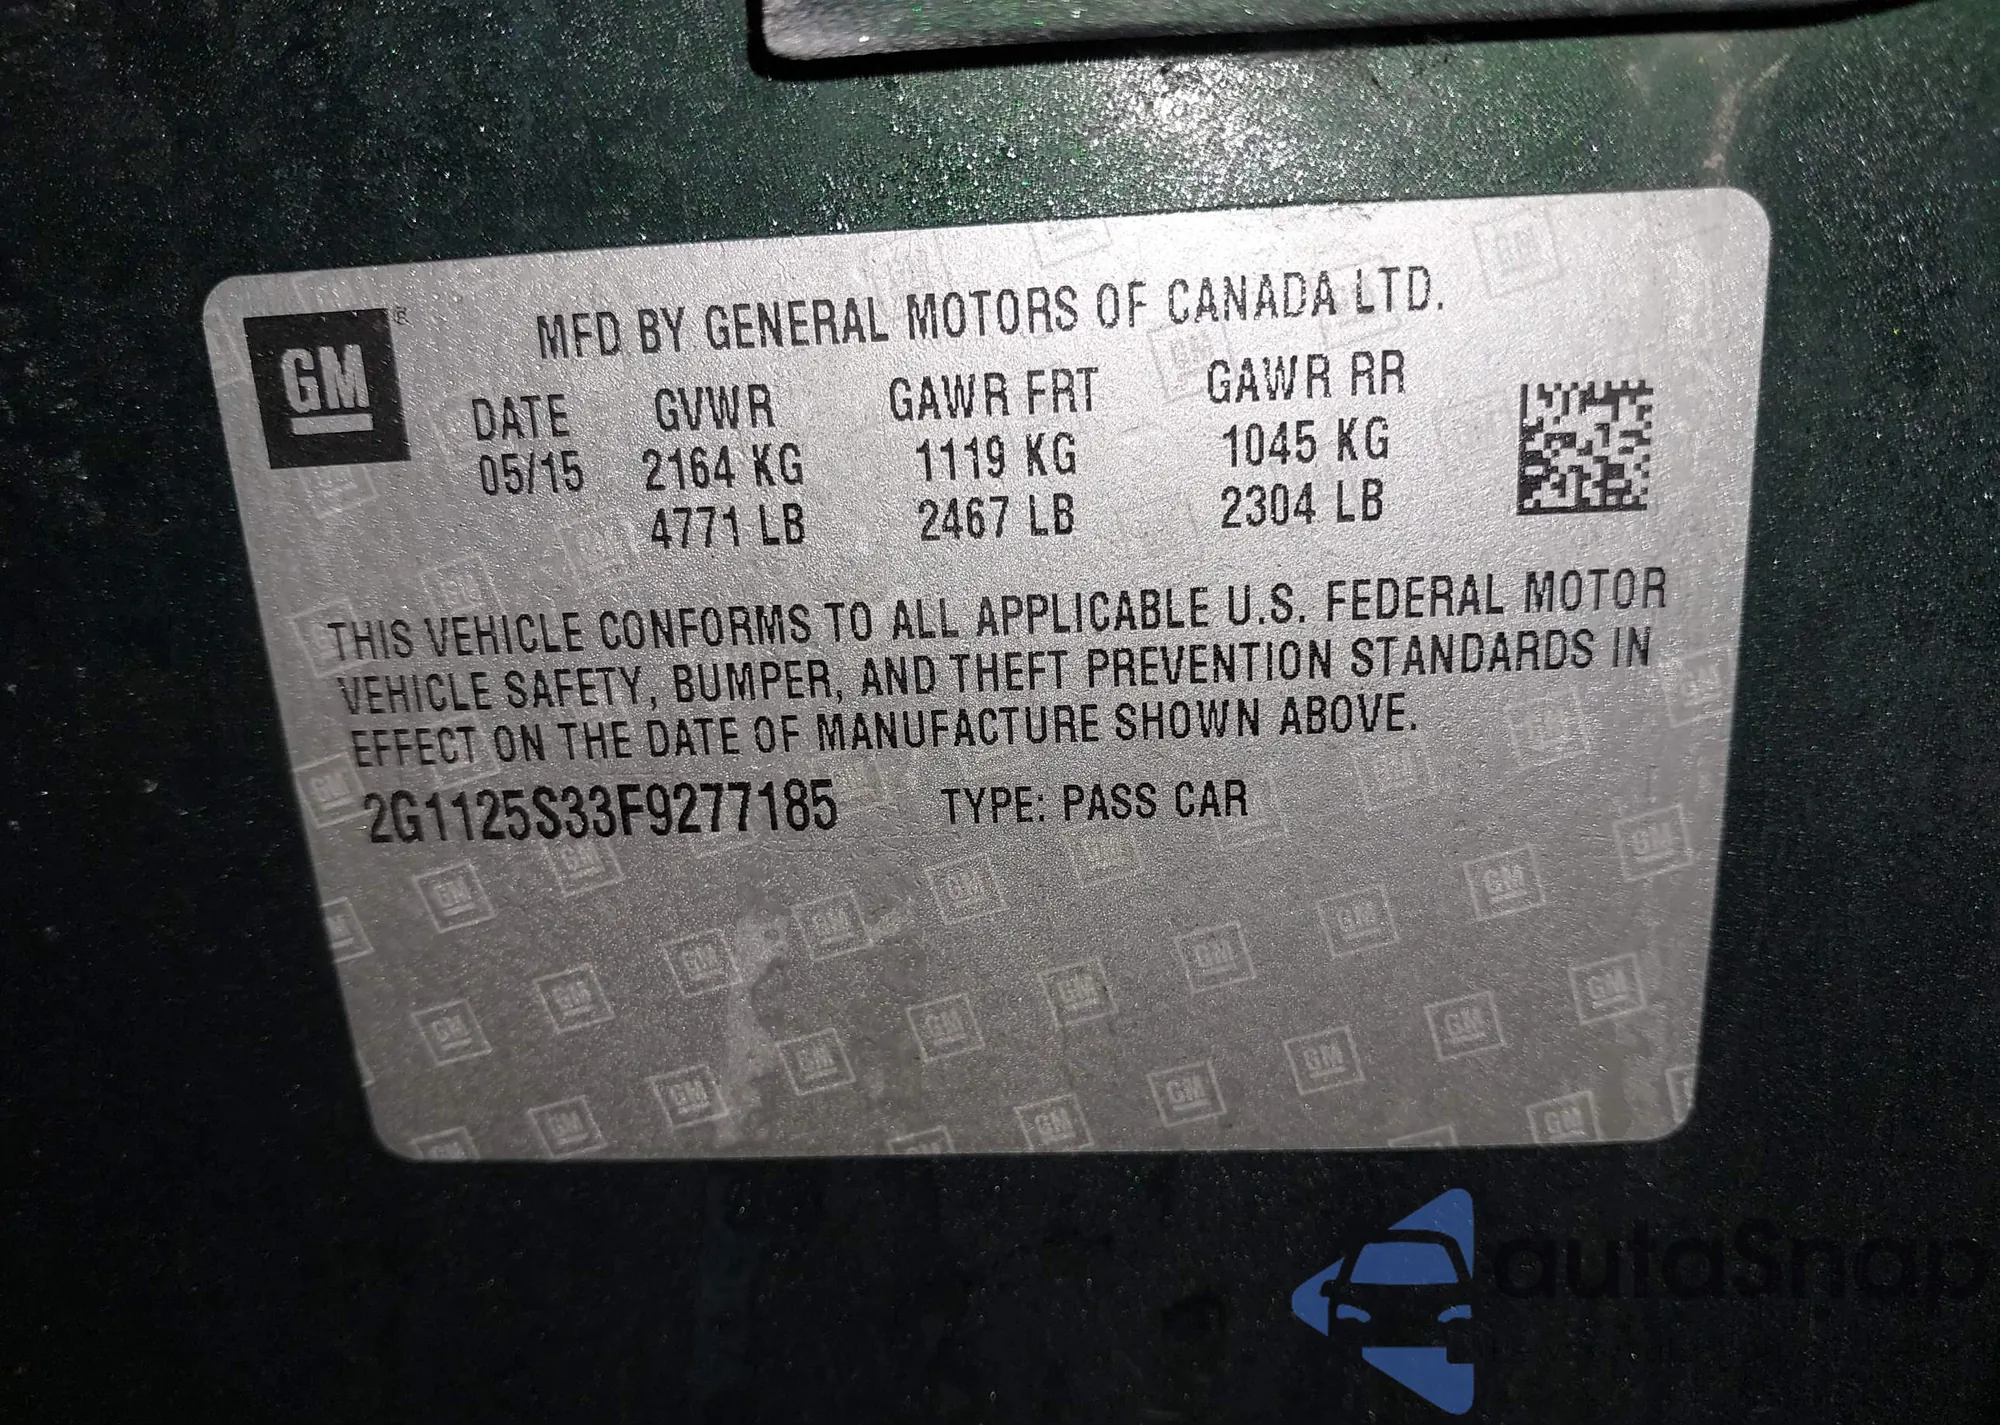 GM ®
MFD BY GENERAL MOTORS OF CANADA LTD.
DATE GVWR GAWR FRT GAWR RR
05/15 2164 KG 1119 KG 1045 KG
4771 LB 2467 LB 2304 LB
THIS VEHICLE CONFORMS TO ALL APPLICABLE U.S. FEDERAL MOTOR
VEHICLE SAFETY, BUMPER, AND THEFT PREVENTION STANDARDS IN
EFFECT ON THE DATE OF MANUFACTURE SHOWN ABOVE.
2G1125S33F9277185 TYPE: PASS CAR
autoSnap